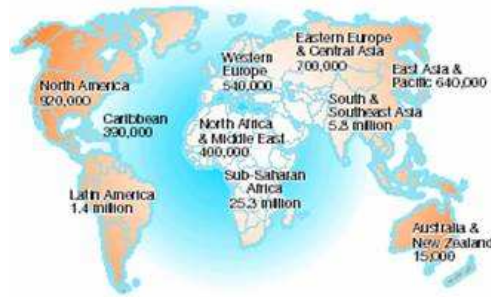 Eastern Europe
& Central Asia
700,000
Western
Europe
540,000
East Asia &
Pacific 640,000
North America
920,000
Caribbean
390,000
South &
Southeast Asia
5.8 million
North Africa
& Middle East
400,000
Sub-Saharan
Africa
25.3 million
Latin America
1.4 million
Australia &
New Zealand
15,000